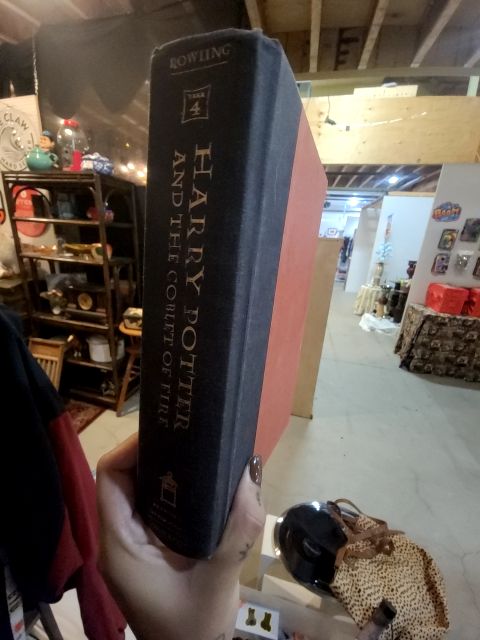 ROWLING
YEAR
4
HARRY POTTER
AND THE GOBLET OF FIRE